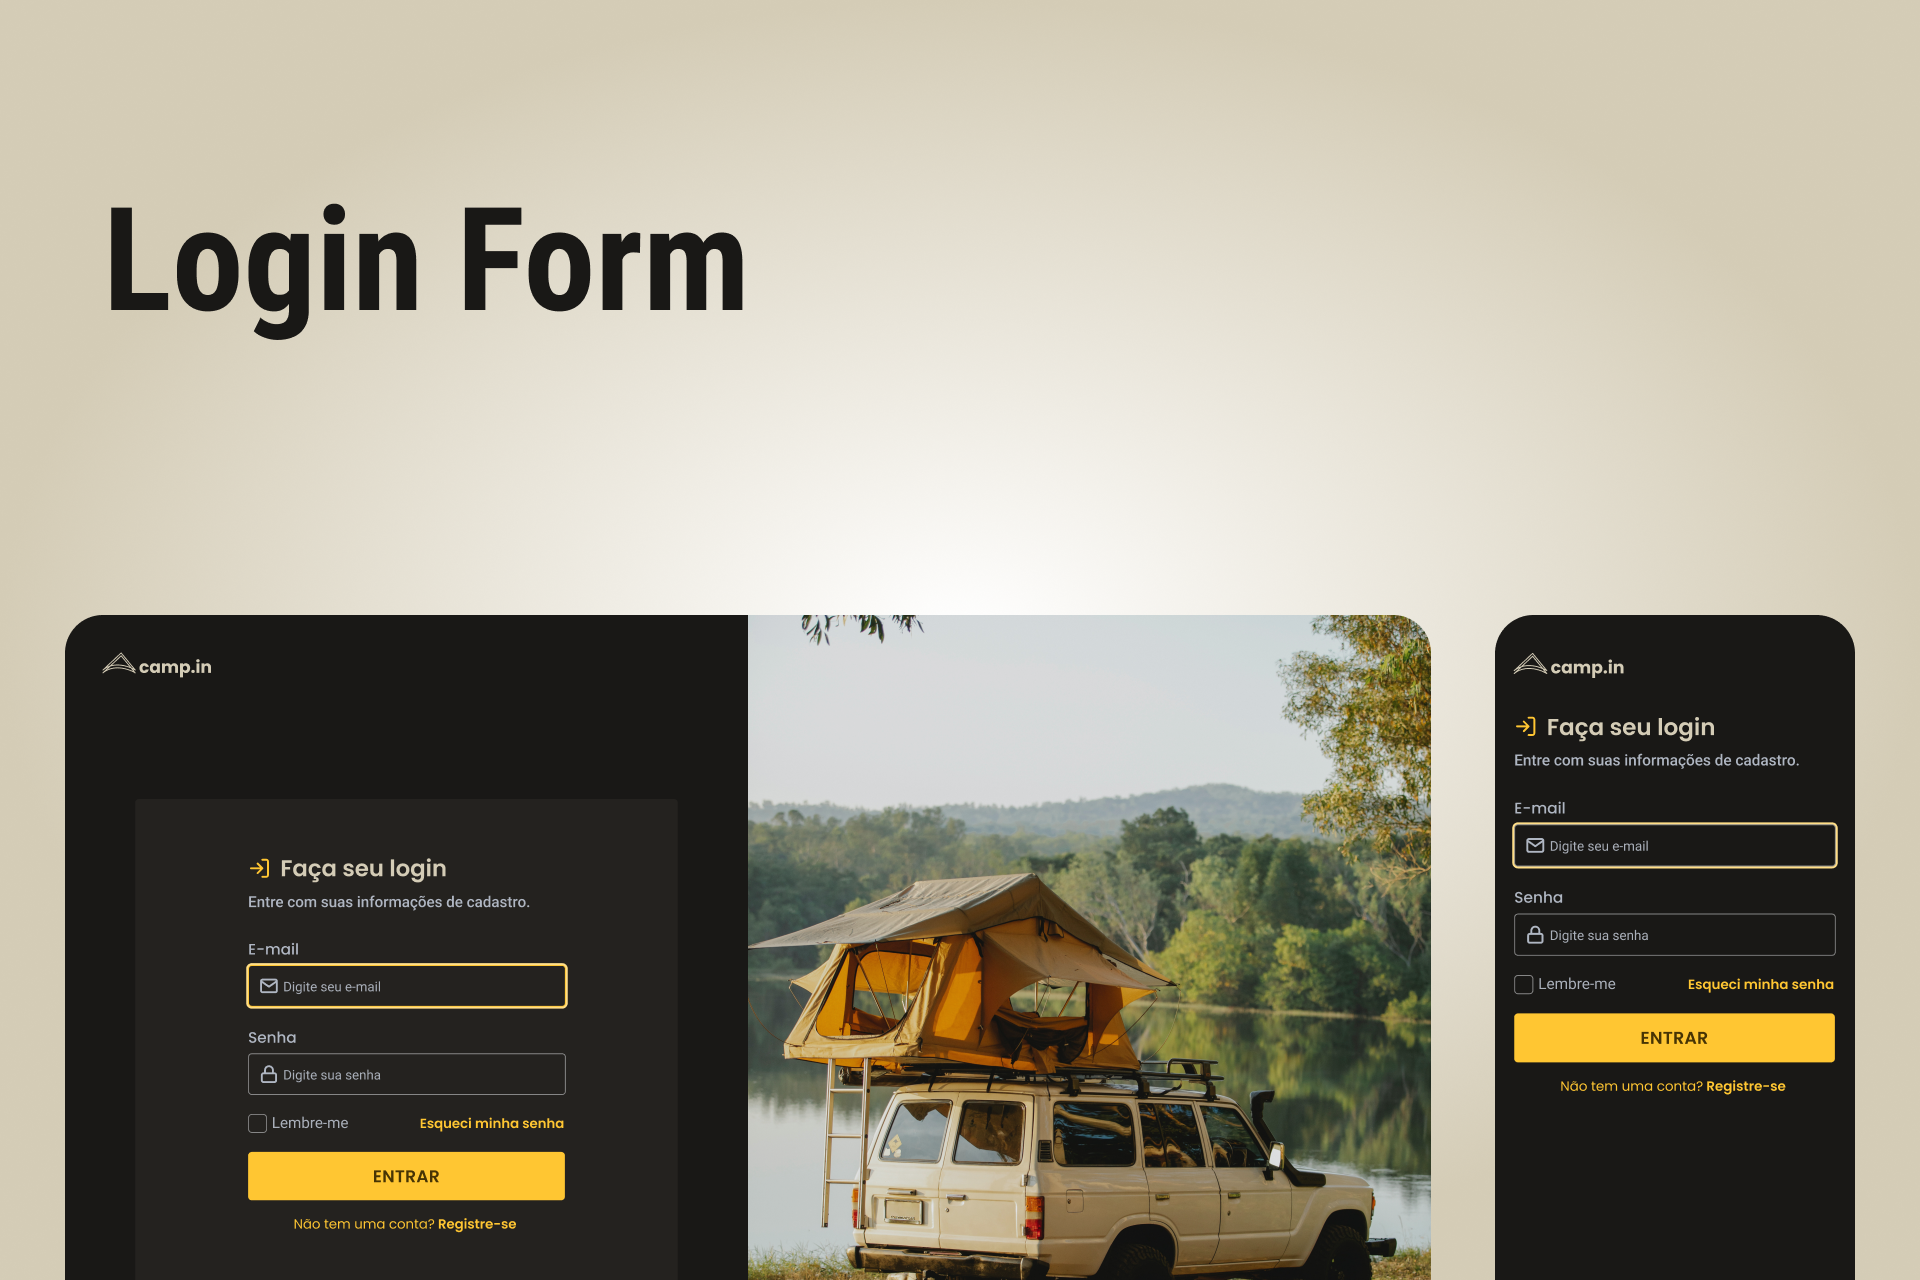 Login Form
camp.in
Faça seu login
Entre com suas informações de cadastro.
E-mail
Digite seu e-mail
Senha
Digite sua senha
Lembre-me Esqueci minha senha
ENTRAR
Não tem uma conta? Registre-se
camp.in
Faça seu login
Entre com suas informações de cadastro.
E-mail
Digite seu e-mail
Senha
Digite sua senha
Lembre-me Esqueci minha senha
ENTRAR
Não tem uma conta? Registre-se